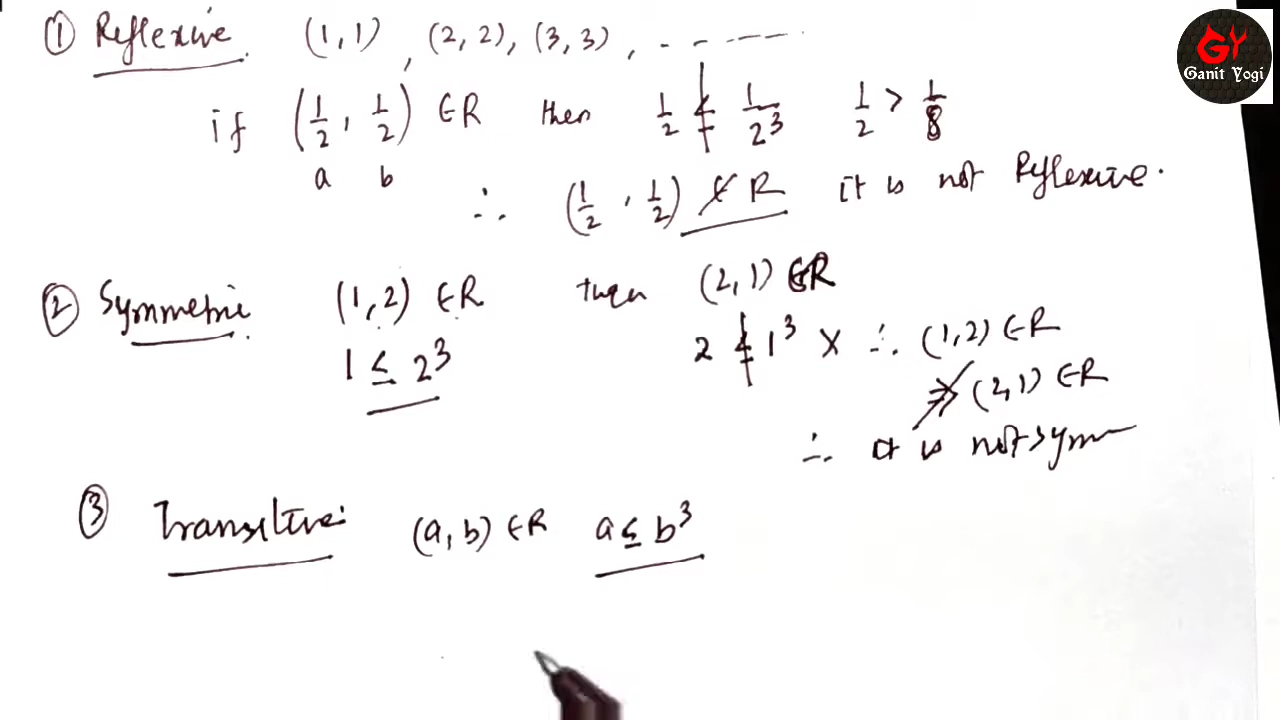 ① Reflexive. (1,1), (2,2), (3,3), - - - - -
if (1/2, 1/2) ∈R then 1/2 ≰ 1/2³ 1/2 > 1/8
a b
∴ (1/2, 1/2) ∉ R it is not Reflexive.
② Symmetric (1,2) ∈R then (2,1) ∈R
1 ≤ 2³ 2 ≰ 1³ X ∴ (1,2) ∈R
⇏ (2,1) ∈R
∴ it is not sym
③ Transitive: (a,b) ∈R a ≤ b³
GY
Ganit Yogi